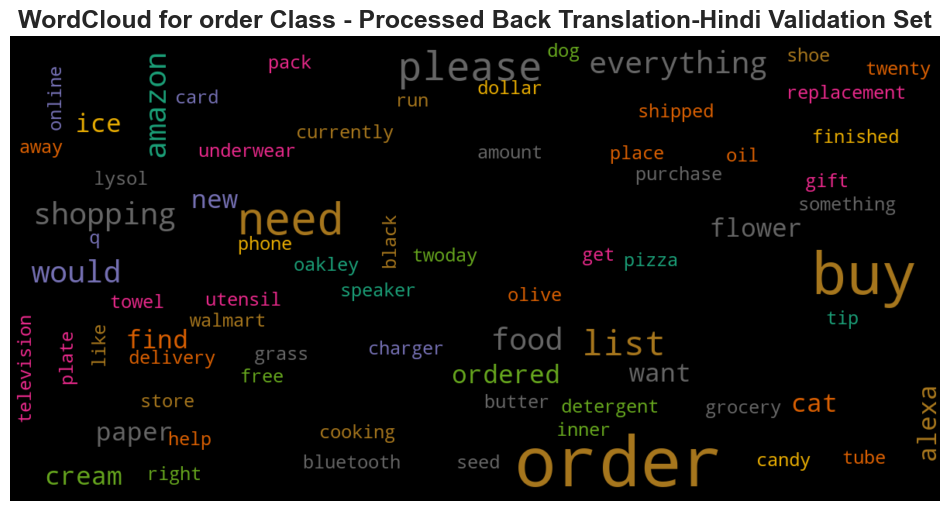 WordCloud for order Class - Processed Back Translation-Hindi Validation Set
please
dog
everything
shoe
pack
twenty
online
amazon
card
run
dollar
replacement
ice
shipped
currently
finished
away
underwear
amount
place
oil
lysol
purchase
gift
new
something
shopping
need
flower
q
phone
black
twoday
get
pizza
would
oakley
buy
towel
utensil
speaker
olive
television
walmart
tip
plate
like
find
food
list
delivery
grass
charger
free
ordered
want
store
butter
detergent
grocery
cat
alexa
paper
help
cooking
inner
order
cream
right
bluetooth
seed
candy
tube